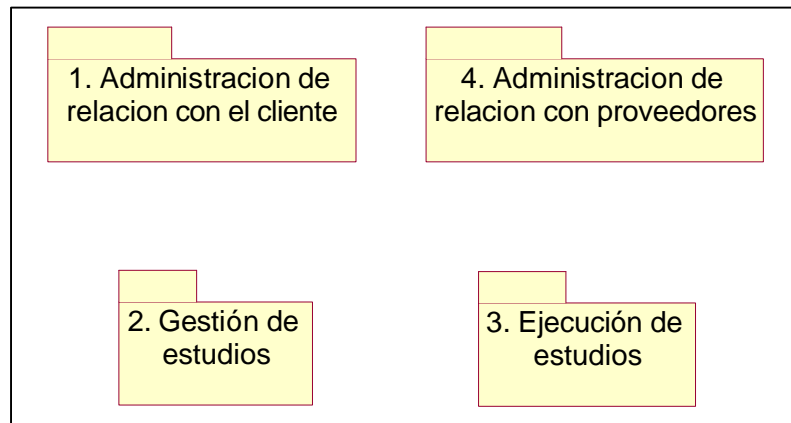 1. Administracion de
relacion con el cliente
4. Administracion de
relacion con proveedores
2. Gestión de
estudios
3. Ejecución de
estudios